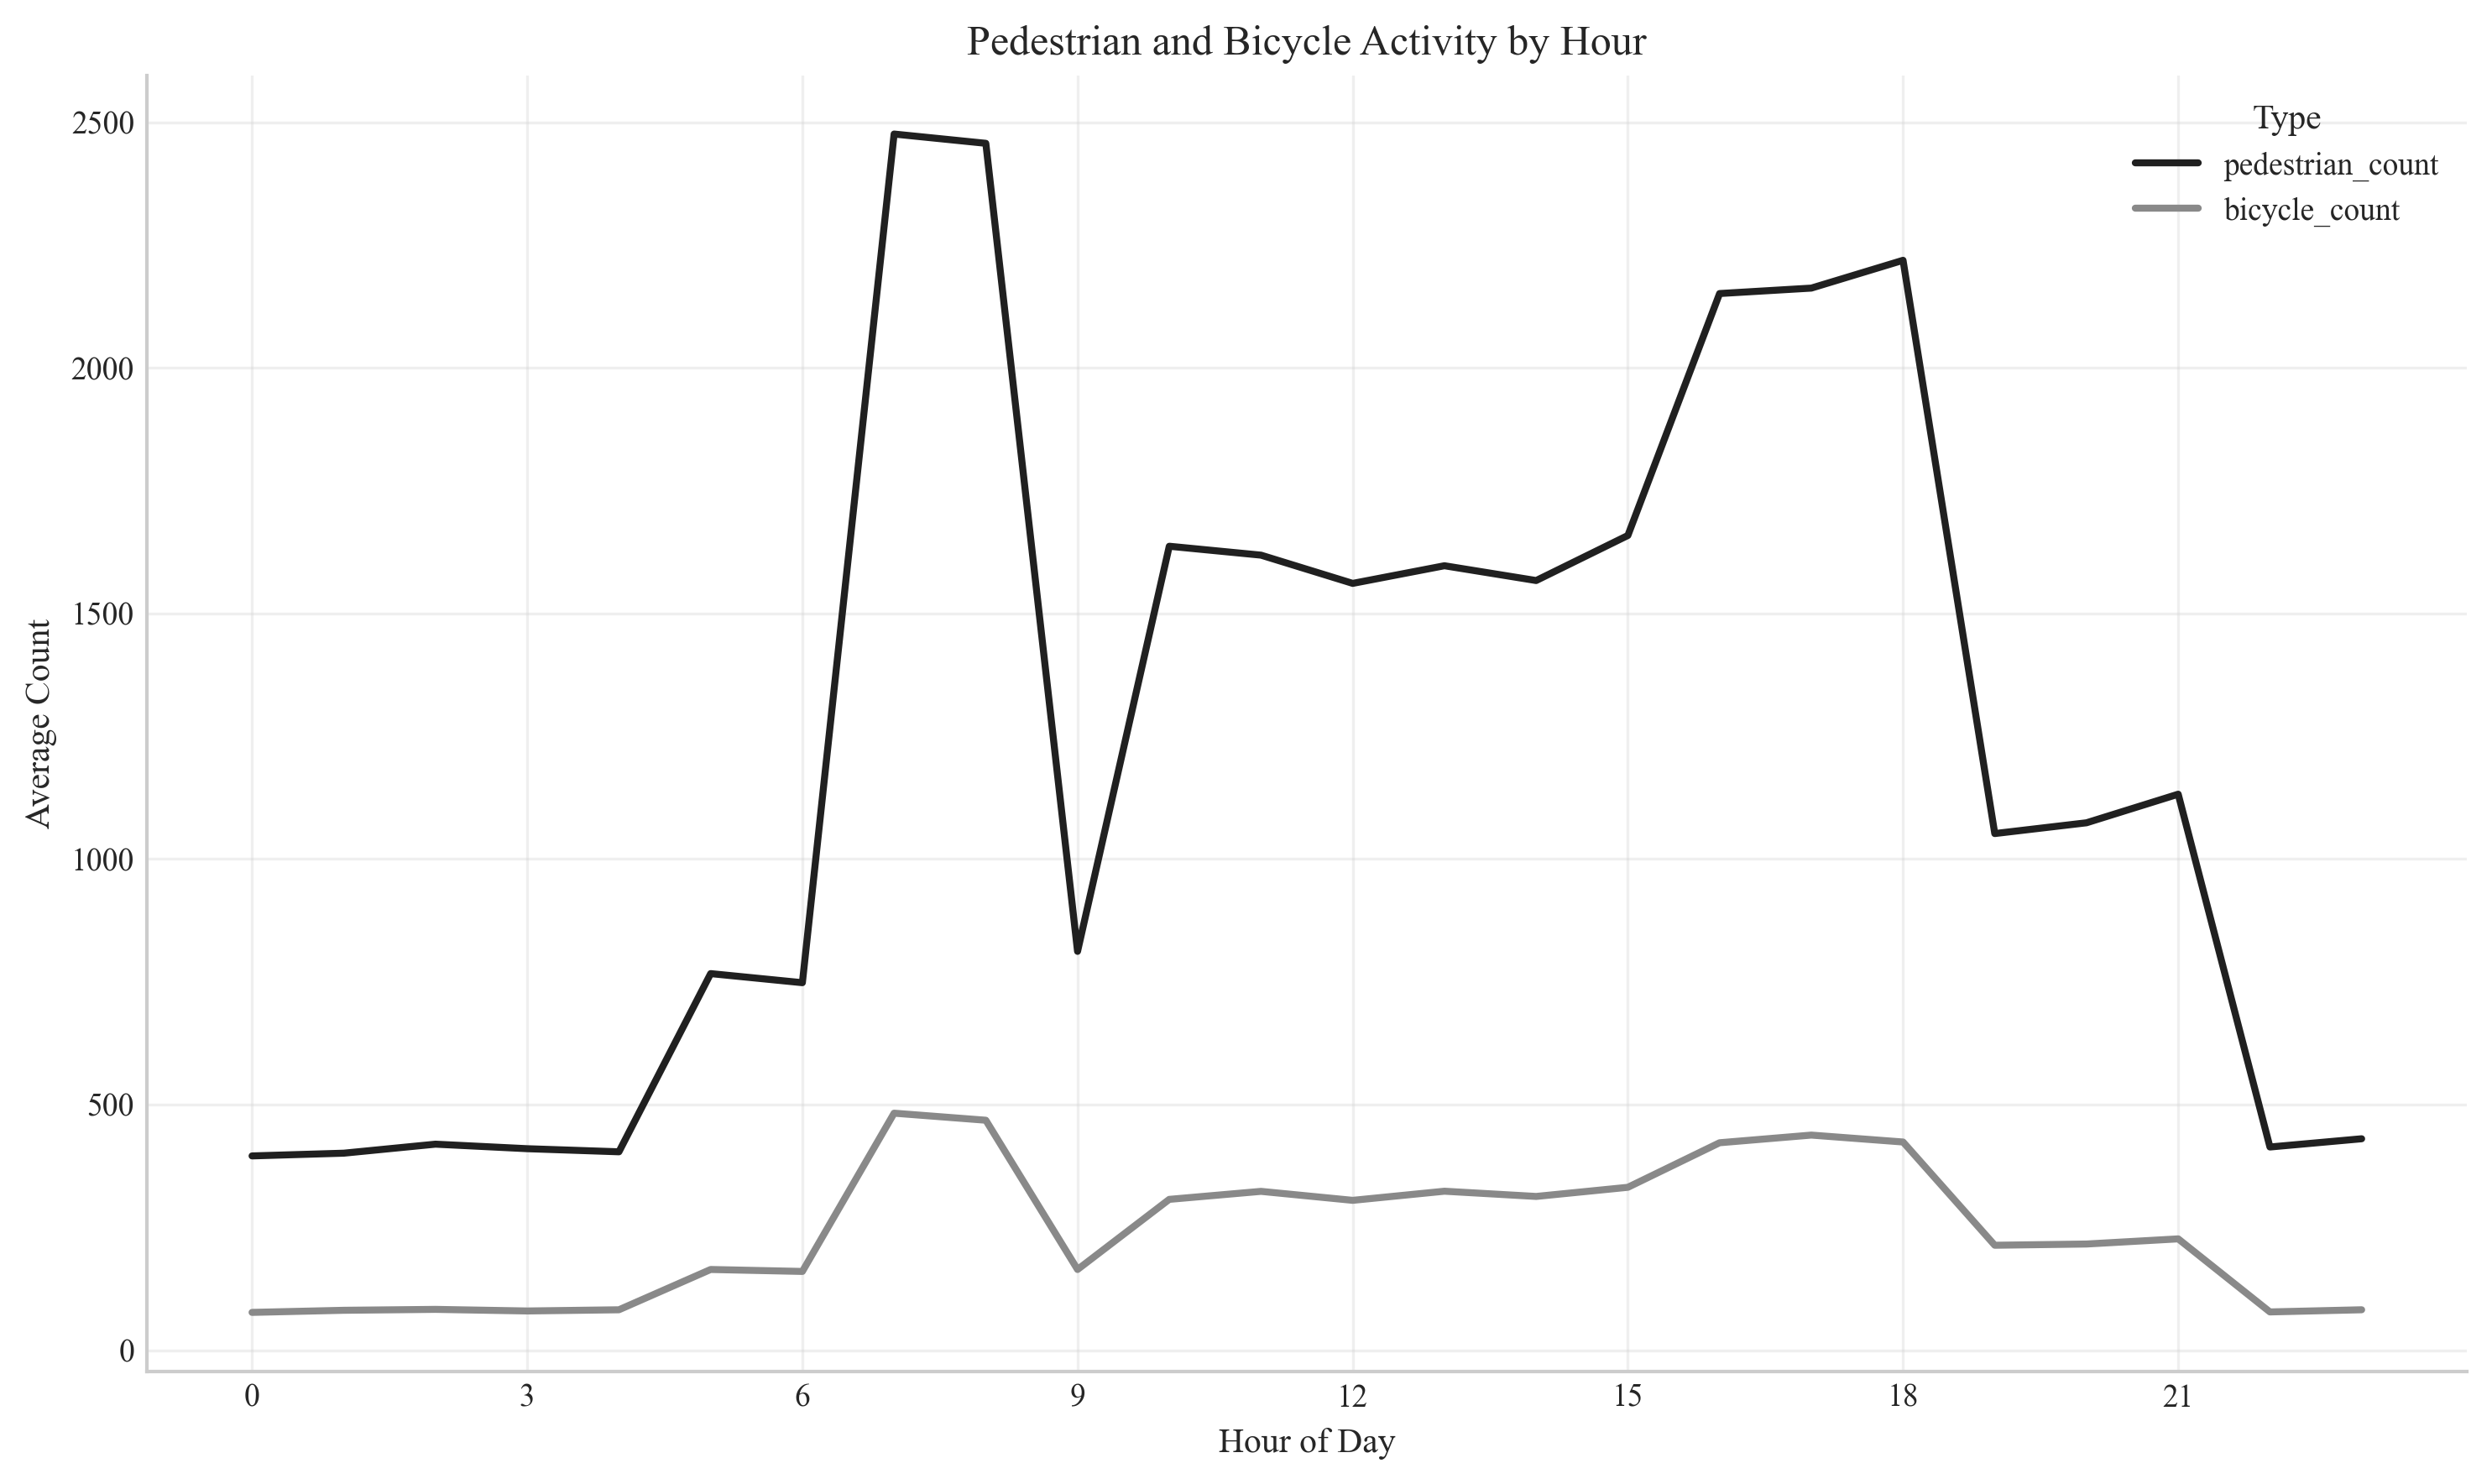 Pedestrian and Bicycle Activity by Hour
Type
pedestrian_count
bicycle_count
Average Count
2500
2000
1500
1000
500
0
0 3 6 9 12 15 18 21
Hour of Day